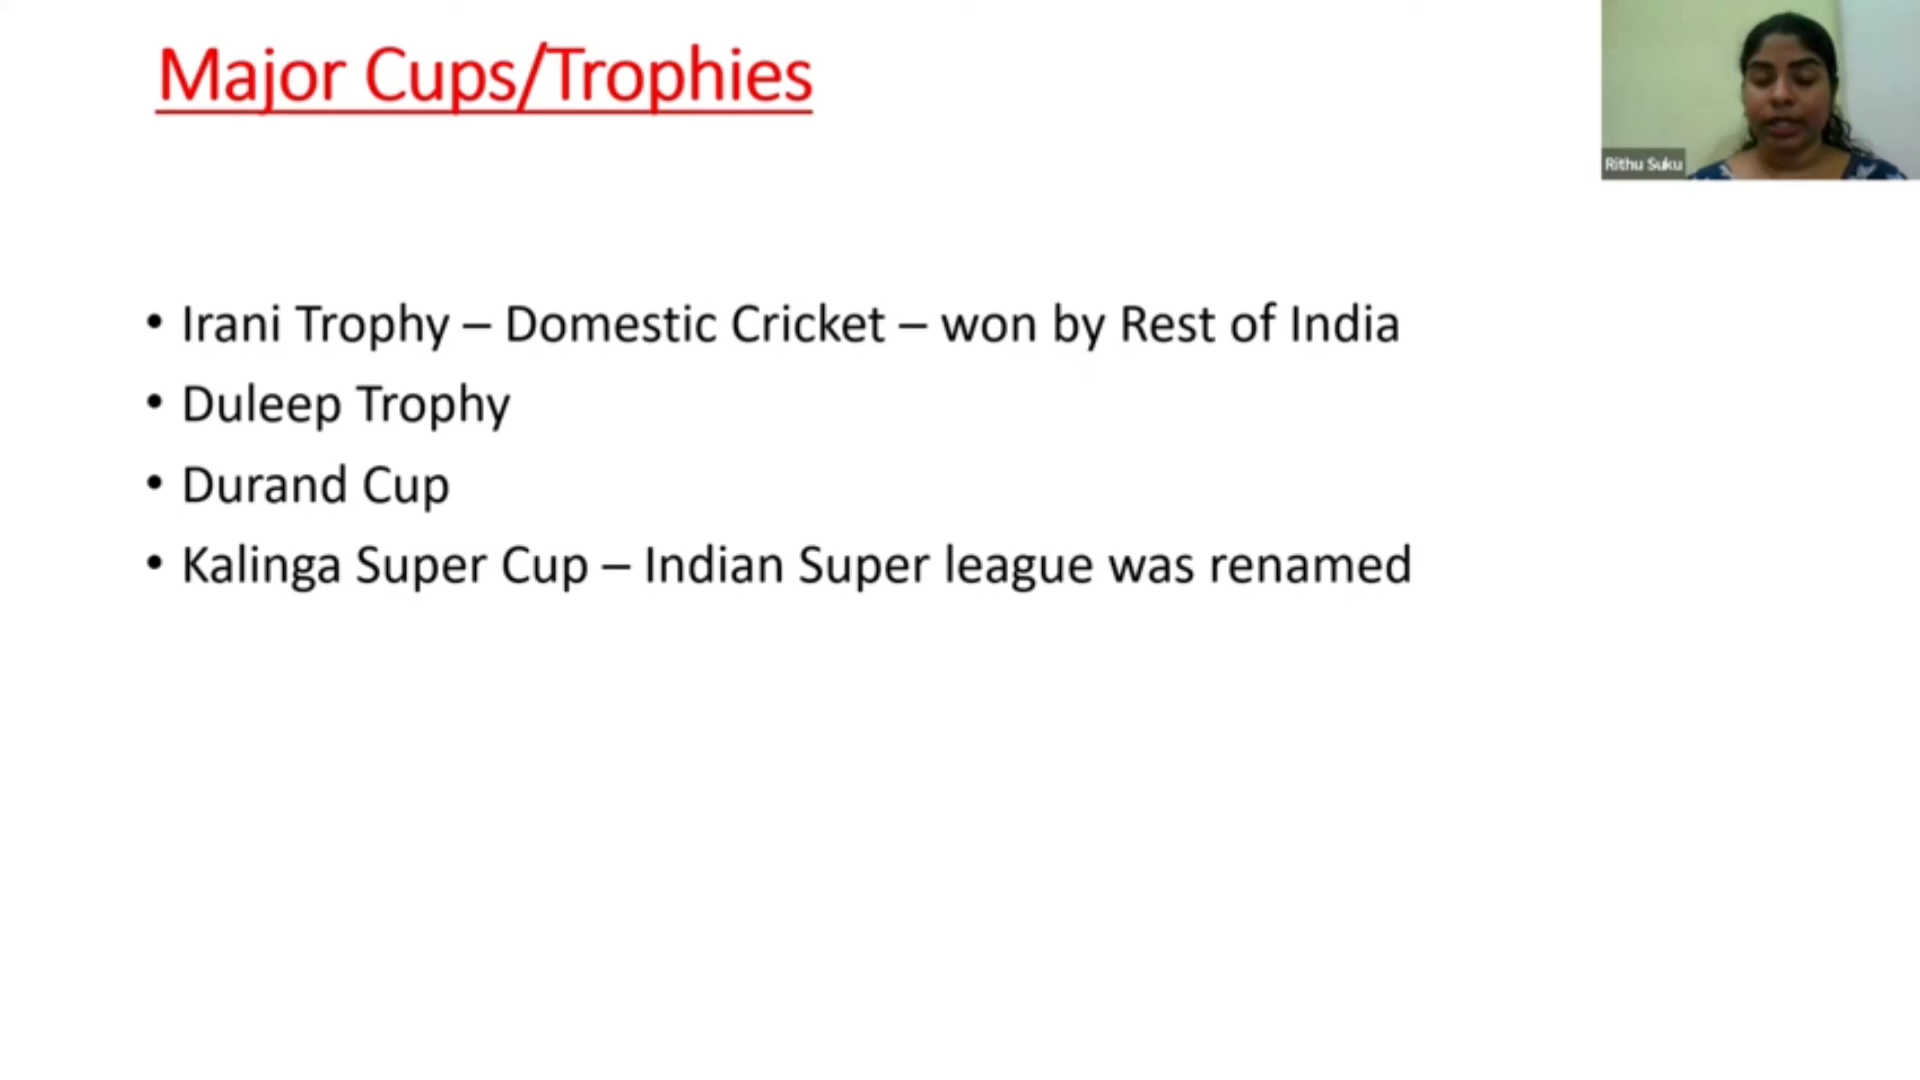 Major Cups/Trophies
Rithu Suku
• Irani Trophy – Domestic Cricket – won by Rest of India
• Duleep Trophy
• Durand Cup
• Kalinga Super Cup – Indian Super league was renamed